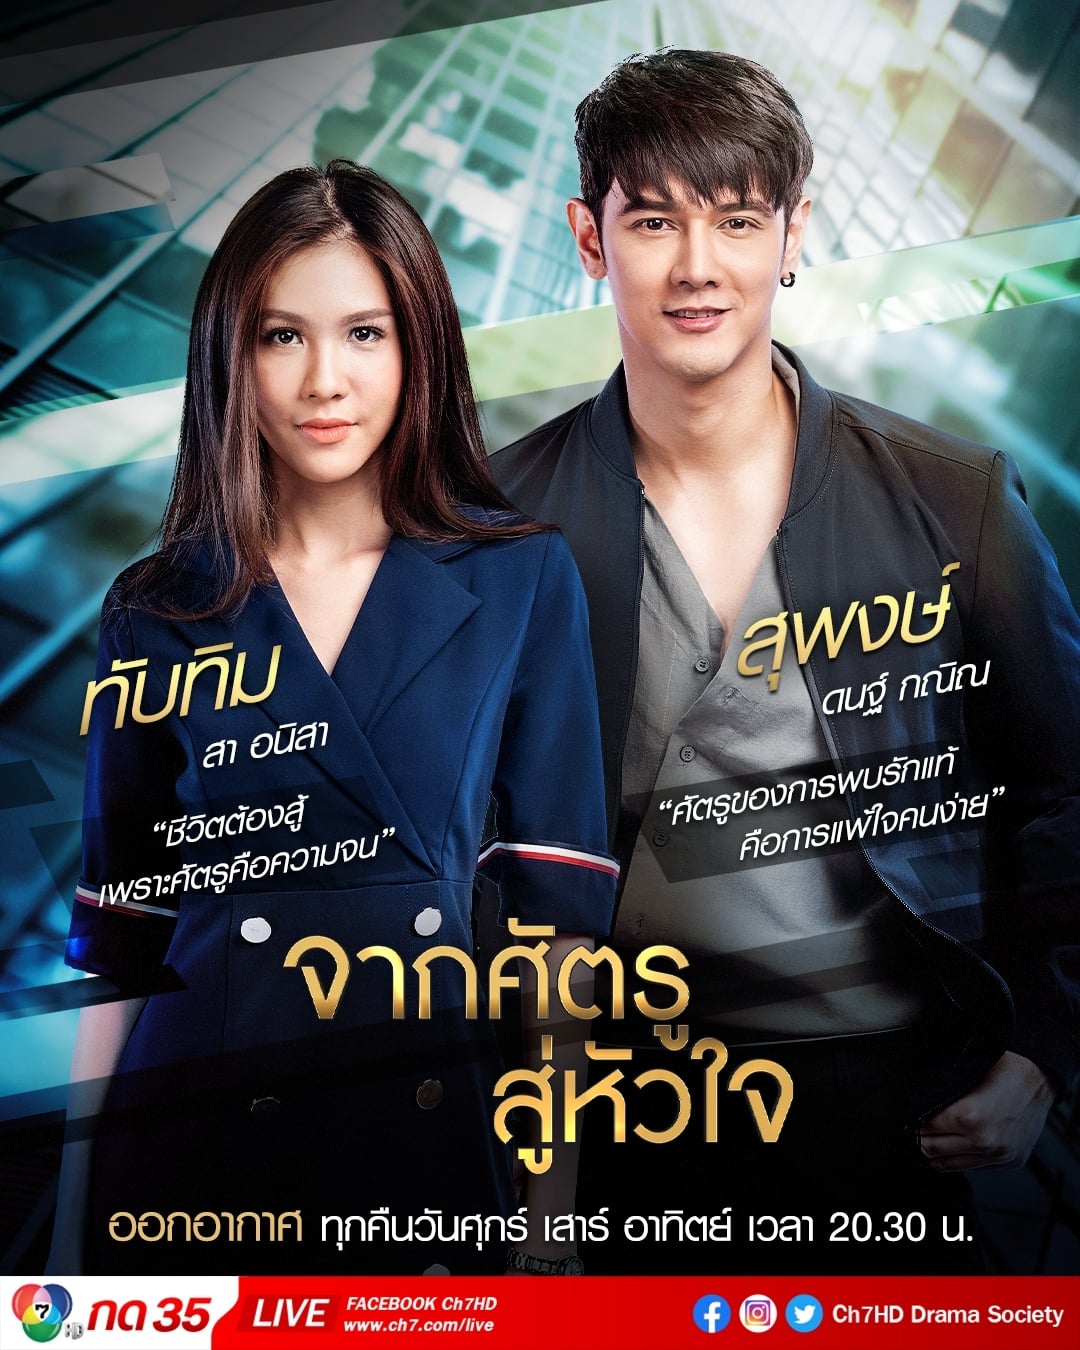 ทับทิม
สา อนิสา
“ชีวิตต้องสู้
เพราะศัตรูคือความจน”
สุพงษ์
ดนฐ์ กณิณ
“ศัตรูของการพบรักแท้
คือการแพ้ใจคนง่าย”
จากศัตรู
สู่หัวใจ
ออกอากาศ ทุกคืนวันศุกร์ เสาร์ อาทิตย์ เวลา 20.30 น.
7 HD กด 35
LIVE
FACEBOOK Ch7HD
www.ch7.com/live
Ch7HD Drama Society